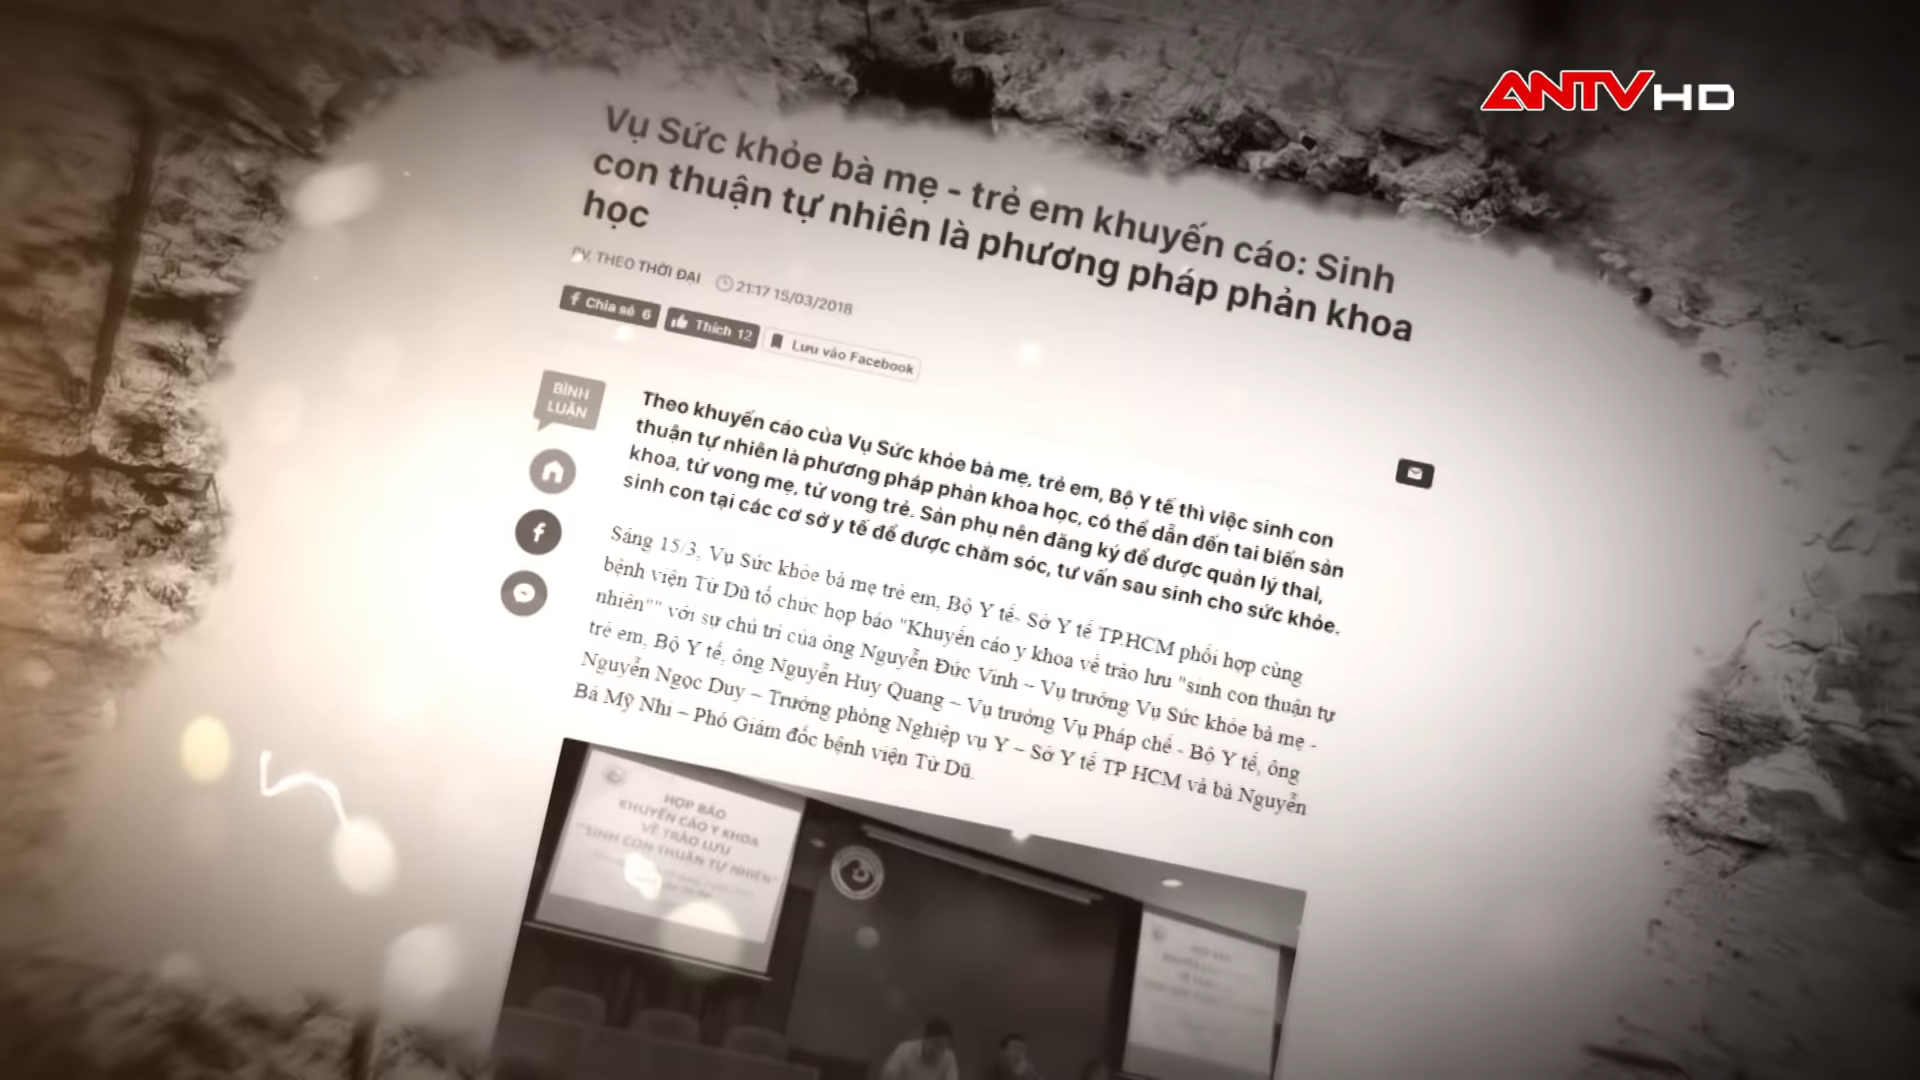 ANTV HD
Vụ Sức khỏe bà mẹ - trẻ em khuyến cáo: Sinh
con thuận tự nhiên là phương pháp phản khoa
học
PV. THEO THỜI ĐẠI 21:17 15/03/2018
Chia sẻ 6 Thích 12 Lưu vào Facebook
BÌNH
LUẬN
Theo khuyến cáo của Vụ Sức khỏe bà mẹ, trẻ em, Bộ Y tế thì việc sinh con
thuận tự nhiên là phương pháp phản khoa học, có thể dẫn đến tai biến sản
khoa, tử vong mẹ, tử vong trẻ. Sản phụ nên đăng ký để được quản lý thai,
sinh con tại các cơ sở y tế để được chăm sóc, tư vấn sau sinh cho sức khỏe.
Sáng 15/3, Vụ Sức khỏe bà mẹ trẻ em, Bộ Y tế- Sở Y tế TP.HCM phối hợp cùng
bệnh viện Từ Dũ tổ chức họp báo "Khuyến cáo y khoa về trào lưu "sinh con thuận tự
nhiên"" với sự chủ trì của ông Nguyễn Đức Vinh – Vụ trưởng Vụ Sức khỏe bà mẹ -
trẻ em, Bộ Y tế, ông Nguyễn Huy Quang – Vụ trưởng Vụ Pháp chế - Bộ Y tế, ông
Nguyễn Ngọc Duy – Trưởng phòng Nghiệp vụ Y – Sở Y tế TP HCM và bà Nguyễn
Bá Mỹ Nhi – Phó Giám đốc bệnh viện Từ Dũ.
HỌP BÁO
KHUYẾN CÁO Y KHOA
VỀ TRÀO LƯU
"SINH CON THUẬN TỰ NHIÊN"